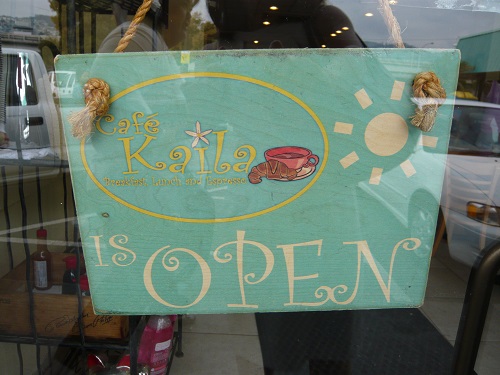 Café
Kaila
Breakfast, Lunch and Espresso
IS OPEN